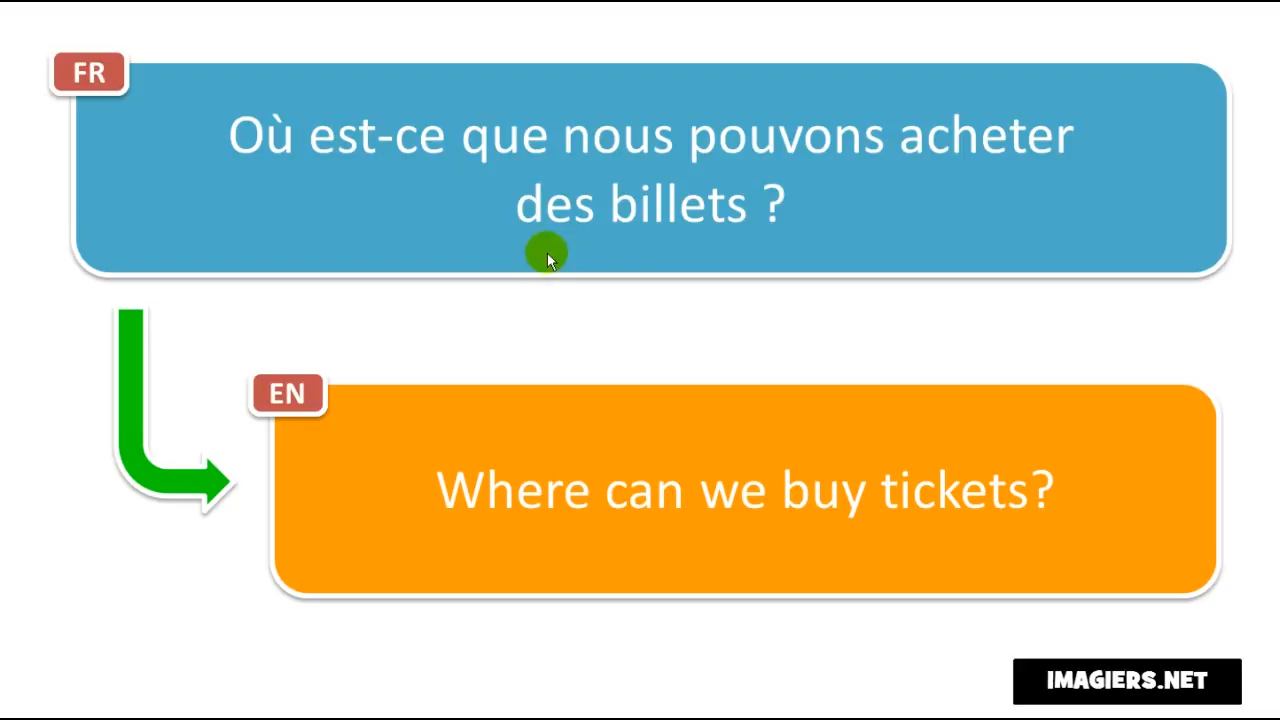 FR
Où est-ce que nous pouvons acheter
des billets ?
EN
Where can we buy tickets?
IMAGIERS.NET